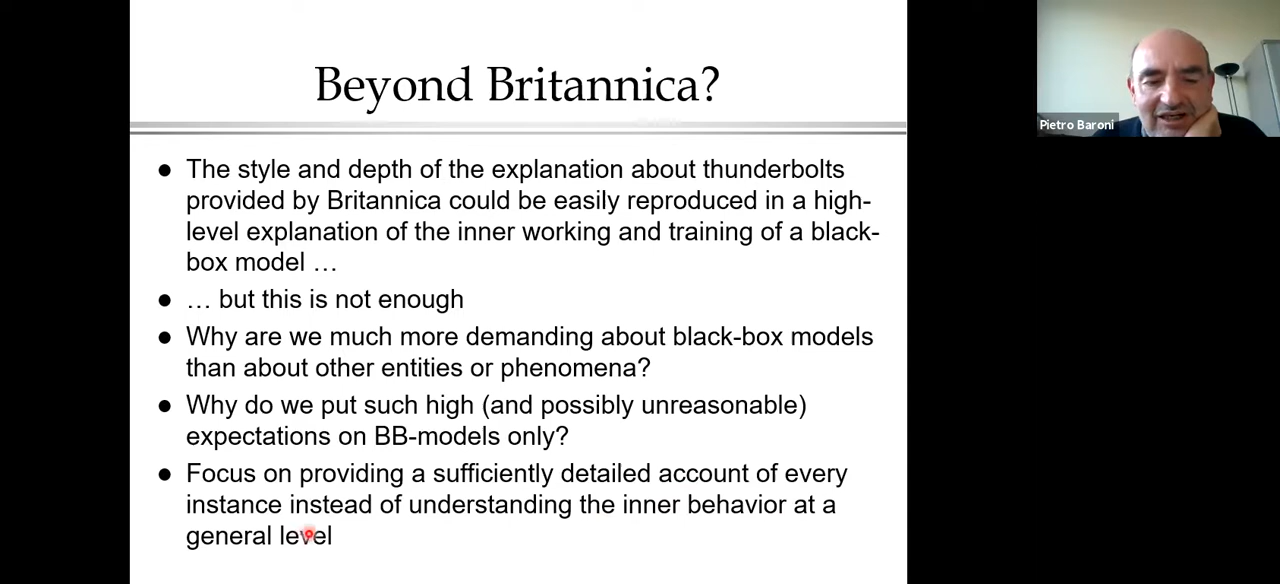 Beyond Britannica?
Pietro Baroni
● The style and depth of the explanation about thunderbolts
provided by Britannica could be easily reproduced in a high-
level explanation of the inner working and training of a black-
box model …
● … but this is not enough
● Why are we much more demanding about black-box models
than about other entities or phenomena?
● Why do we put such high (and possibly unreasonable)
expectations on BB-models only?
● Focus on providing a sufficiently detailed account of every
instance instead of understanding the inner behavior at a
general level